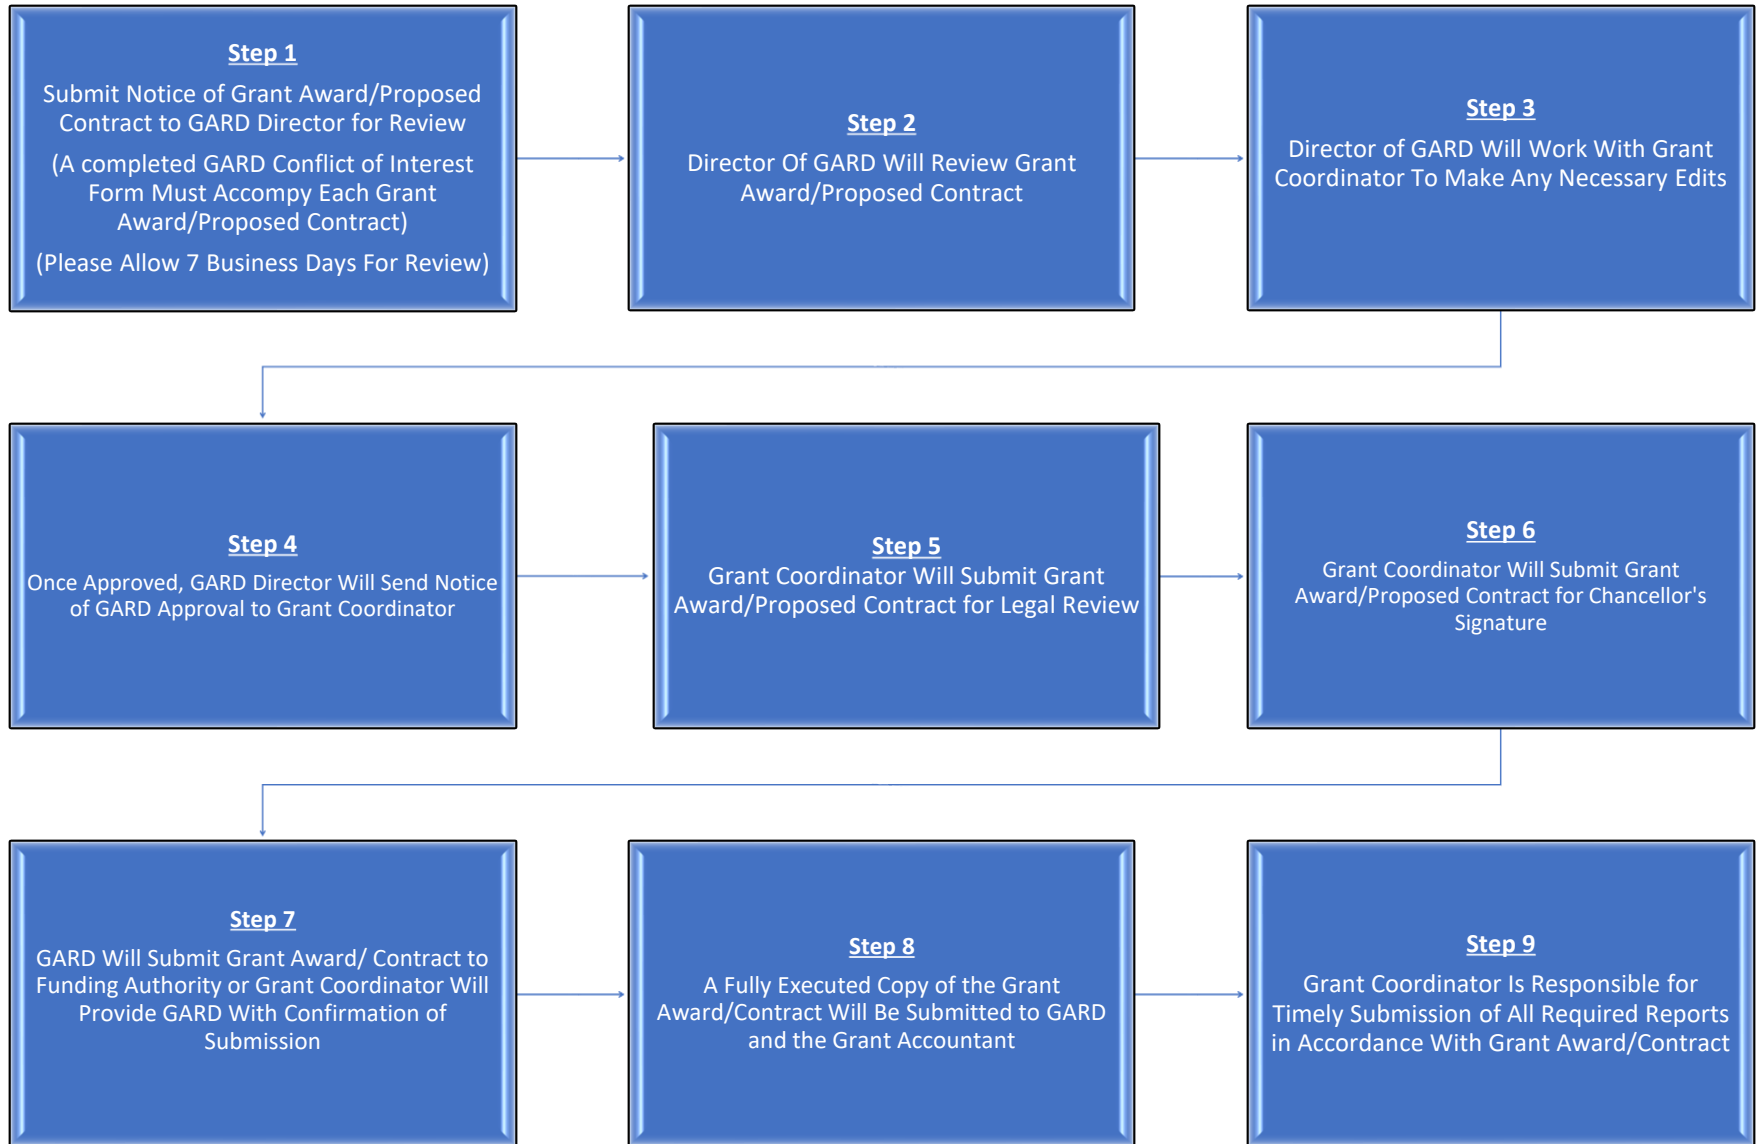 Step 1
Submit Notice of Grant Award/Proposed
Contract to GARD Director for Review
(A completed GARD Conflict of Interest
Form Must Accompy Each Grant
Award/Proposed Contract)
(Please Allow 7 Business Days For Review)
Step 2
Director Of GARD Will Review Grant
Award/Proposed Contract
Step 3
Director of GARD Will Work With Grant
Coordinator To Make Any Necessary Edits
Step 4
Once Approved, GARD Director Will Send Notice
of GARD Approval to Grant Coordinator
Step 5
Grant Coordinator Will Submit Grant
Award/Proposed Contract for Legal Review
Step 6
Grant Coordinator Will Submit Grant
Award/Proposed Contract for Chancellor's
Signature
Step 7
GARD Will Submit Grant Award/ Contract to
Funding Authority or Grant Coordinator Will
Provide GARD With Confirmation of
Submission
Step 8
A Fully Executed Copy of the Grant
Award/Contract Will Be Submitted to GARD
and the Grant Accountant
Step 9
Grant Coordinator Is Responsible for
Timely Submission of All Required Reports
in Accordance With Grant Award/Contract